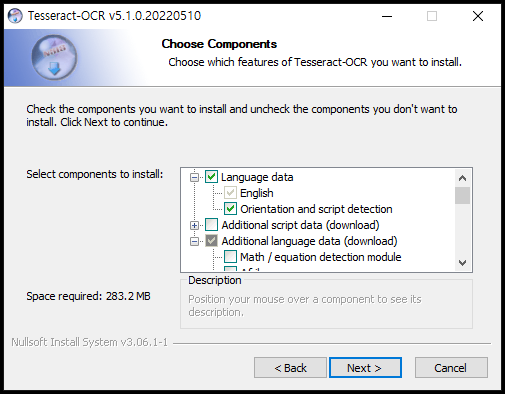 Tesseract-OCR v5.1.0.20220510
Choose Components
Choose which features of Tesseract-OCR you want to install.
Check the components you want to install and uncheck the components you don't want to
install. Click Next to continue.
Select components to install:
Language data
English
Orientation and script detection
Additional script data (download)
Additional language data (download)
Math / equation detection module
Space required: 283.2 MB
Description
Position your mouse over a component to see its
description.
Nullsoft Install System v3.06.1-1
< Back
Next >
Cancel